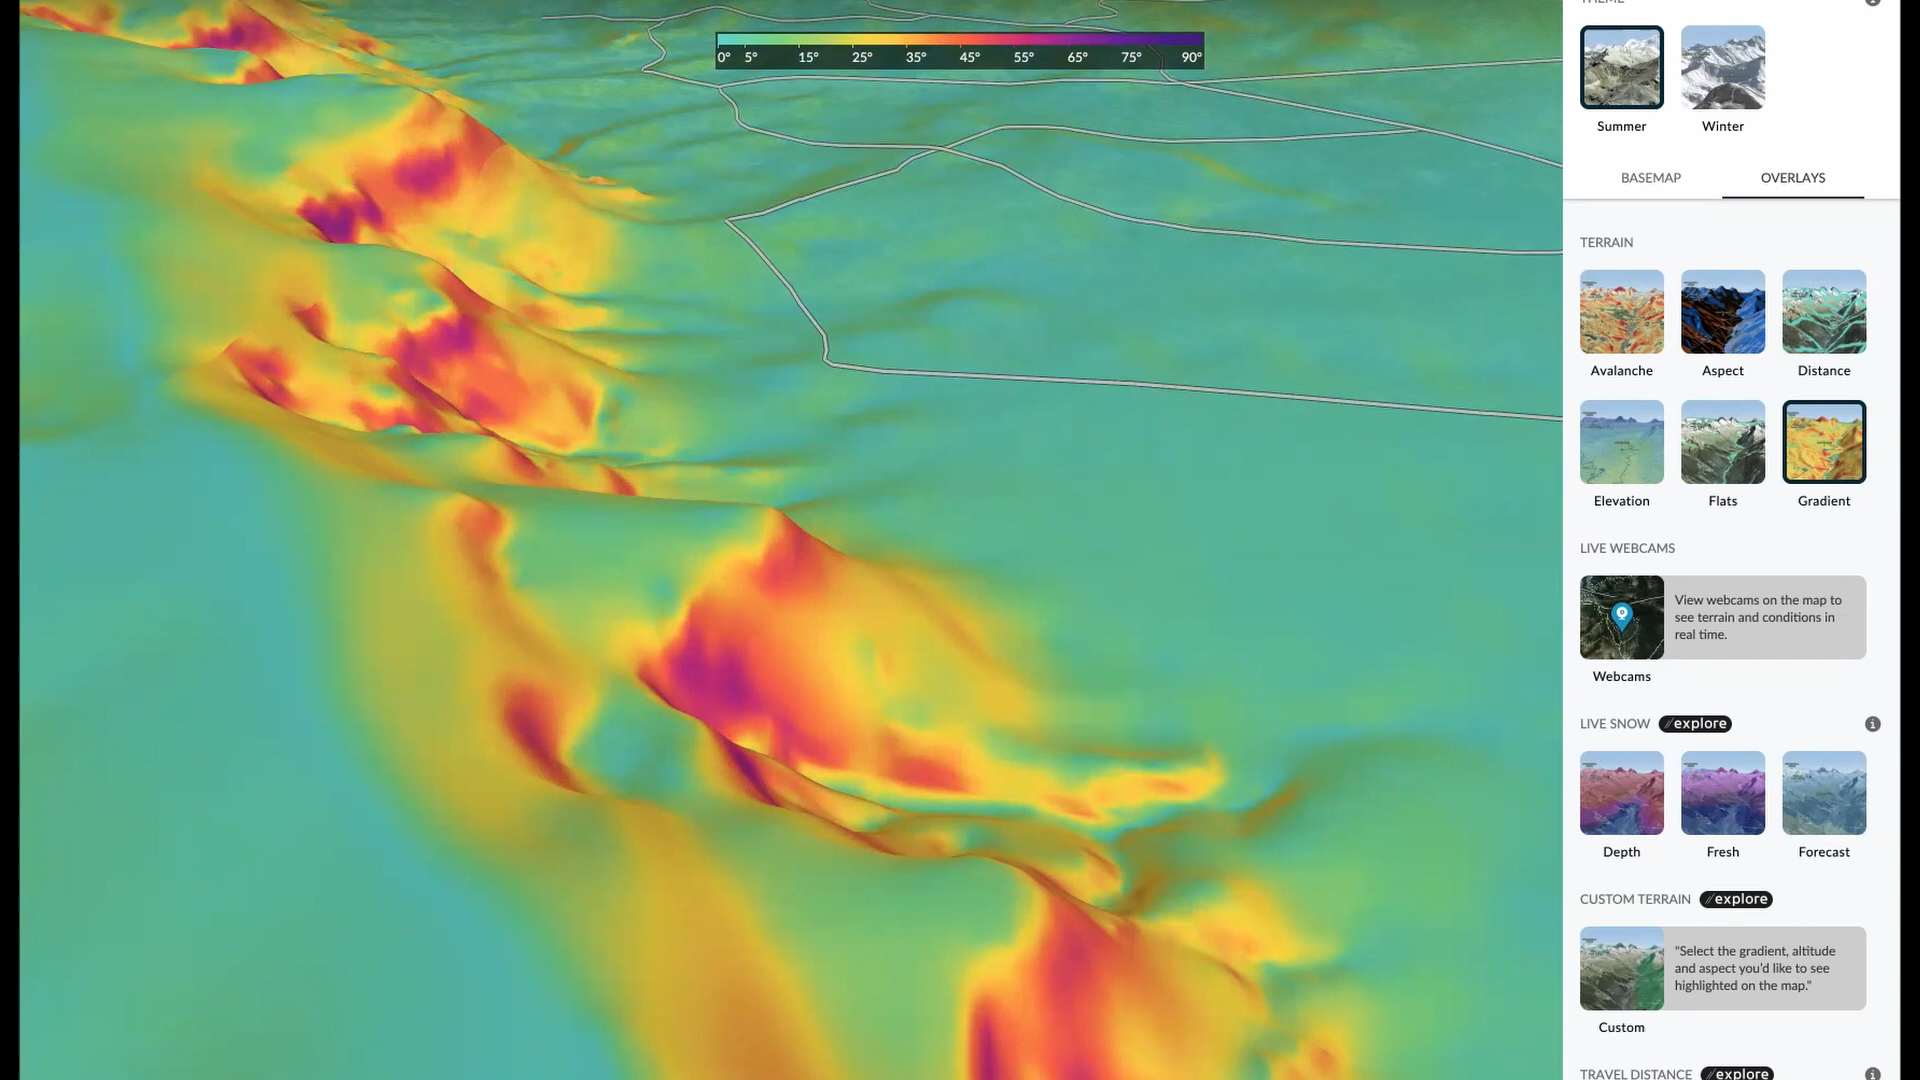 THEME
0° 5° 15° 25° 35° 45° 55° 65° 75° 90°
Summer Winter
BASEMAP OVERLAYS
TERRAIN
Avalanche Aspect Distance
Elevation Flats Gradient
LIVE WEBCAMS
View webcams on the map to
see terrain and conditions in
real time.
Webcams
LIVE SNOW //explore
Depth Fresh Forecast
CUSTOM TERRAIN //explore
"Select the gradient, altitude
and aspect you'd like to see
highlighted on the map."
Custom
TRAVEL DISTANCE //explore